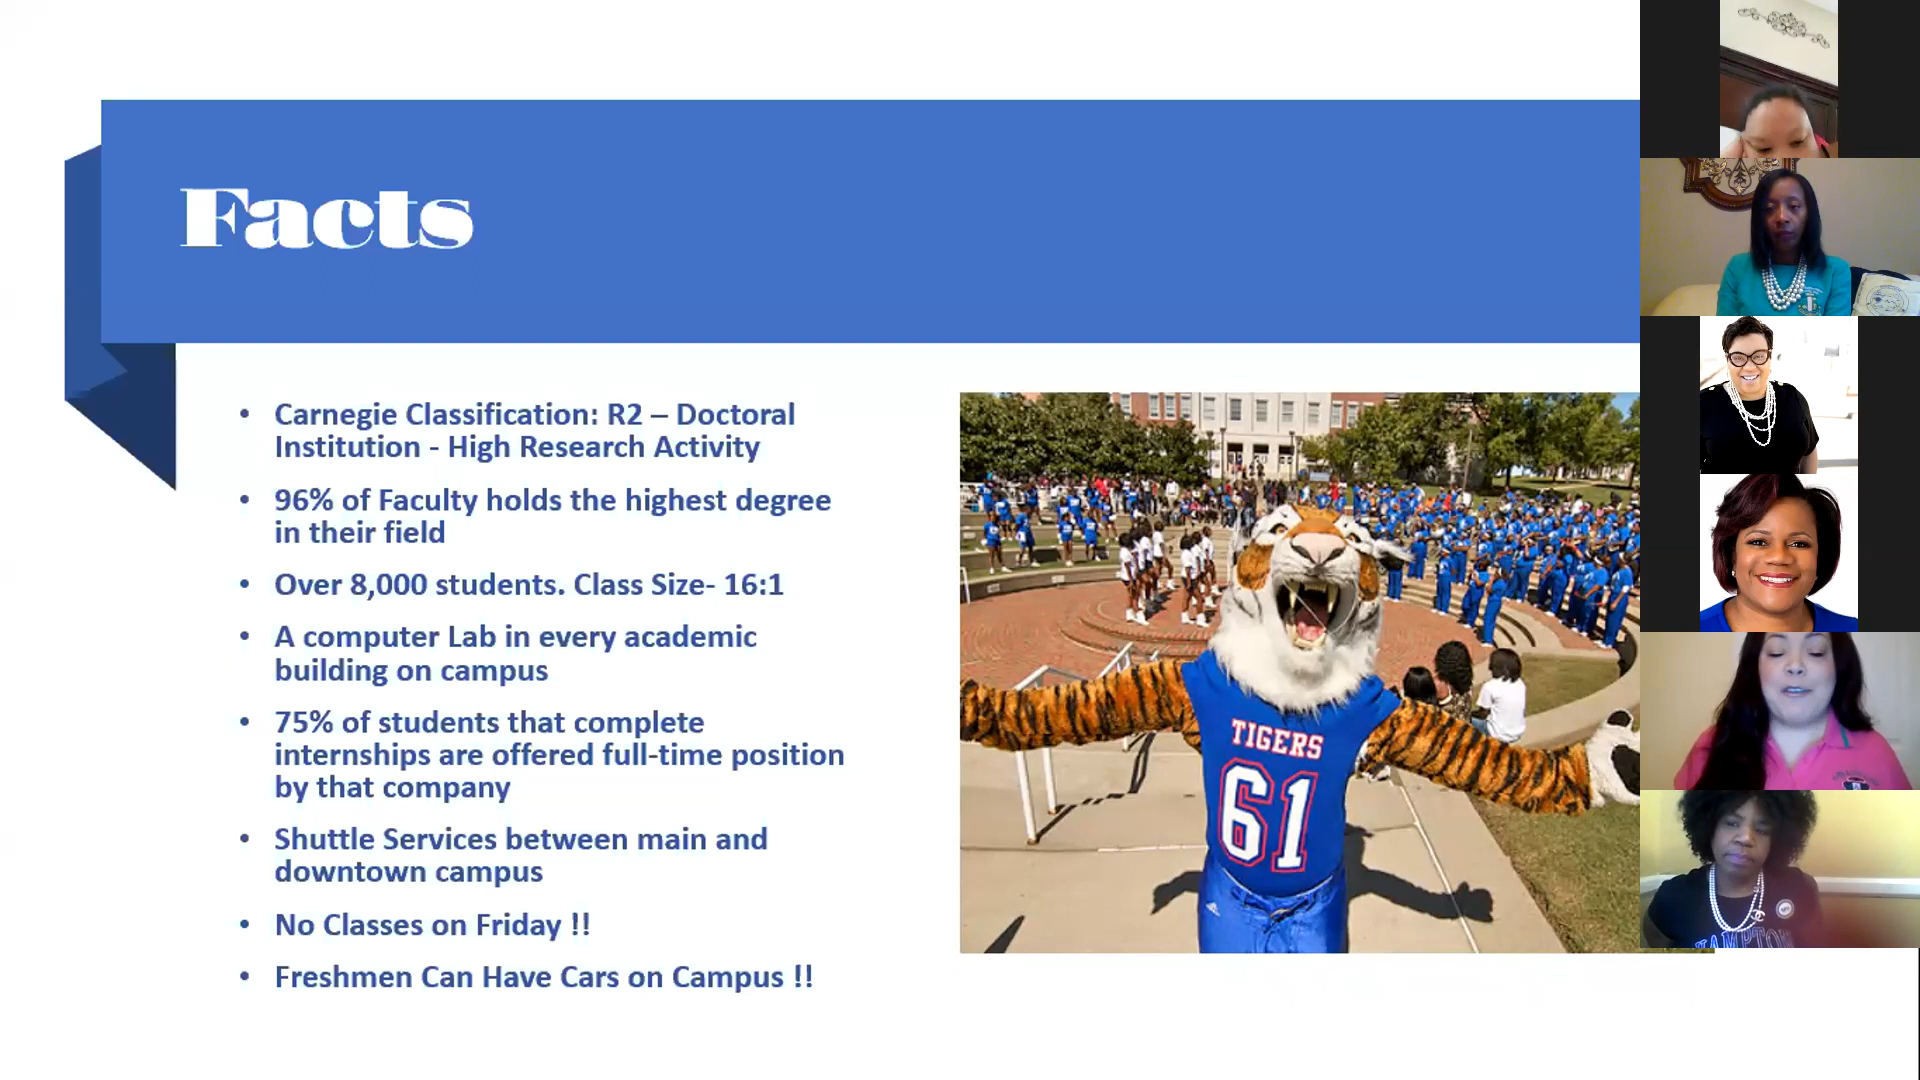 Facts
• Carnegie Classification: R2 – Doctoral
Institution - High Research Activity
• 96% of Faculty holds the highest degree
in their field
• Over 8,000 students. Class Size- 16:1
• A computer Lab in every academic
building on campus
• 75% of students that complete
internships are offered full-time position
by that company
• Shuttle Services between main and
downtown campus
• No Classes on Friday !!
• Freshmen Can Have Cars on Campus !!
TIGERS
61
HAMPTON